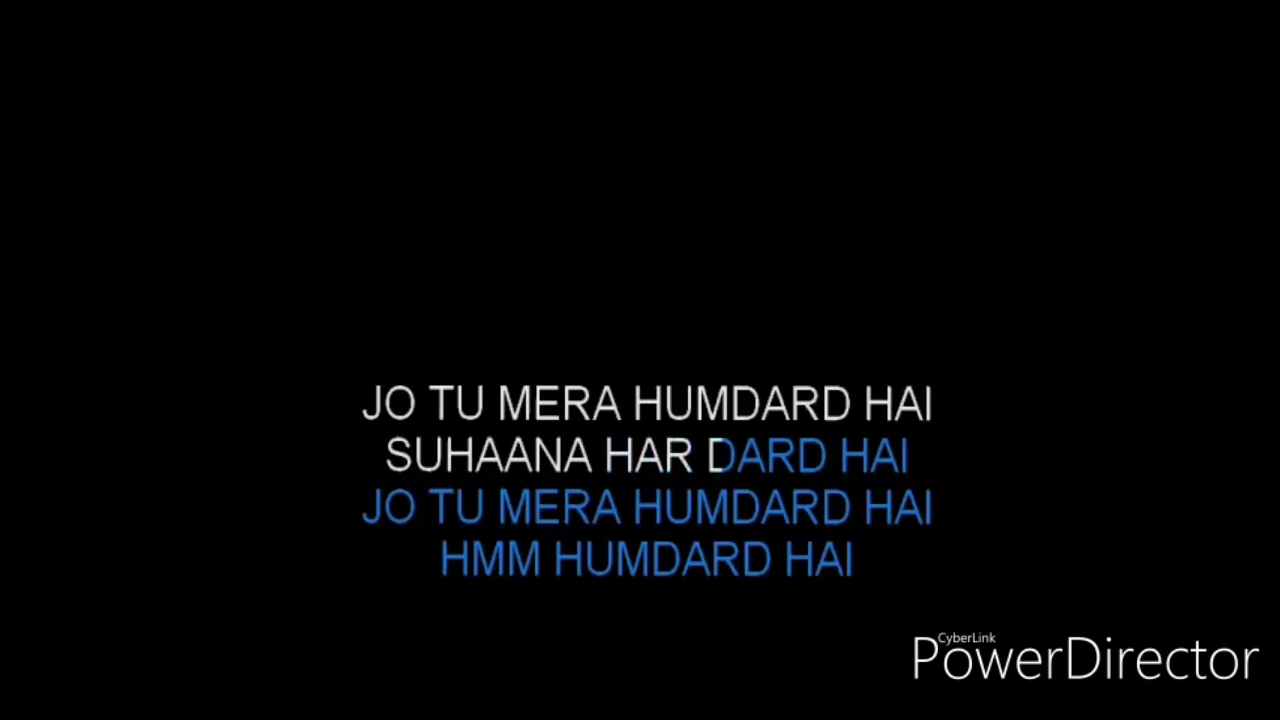 JO TU MERA HUMDARD HAI
SUHAANA HAR DARD HAI
JO TU MERA HUMDARD HAI
HMM HUMDARD HAI
CyberLink
PowerDirector